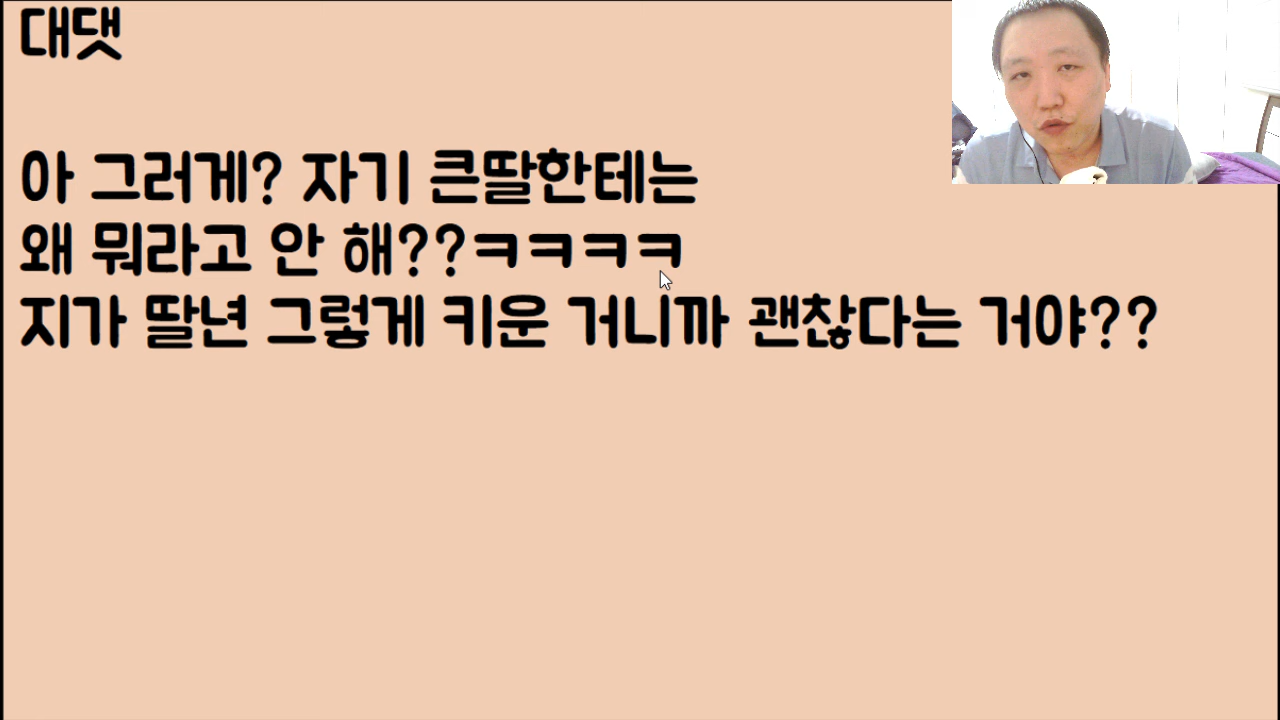 대댓
아 그러게? 자기 큰딸한테는
왜 뭐라고 안 해??ㅋㅋㅋㅋ
지가 딸년 그렇게 키운 거니까 괜찮다는 거야??